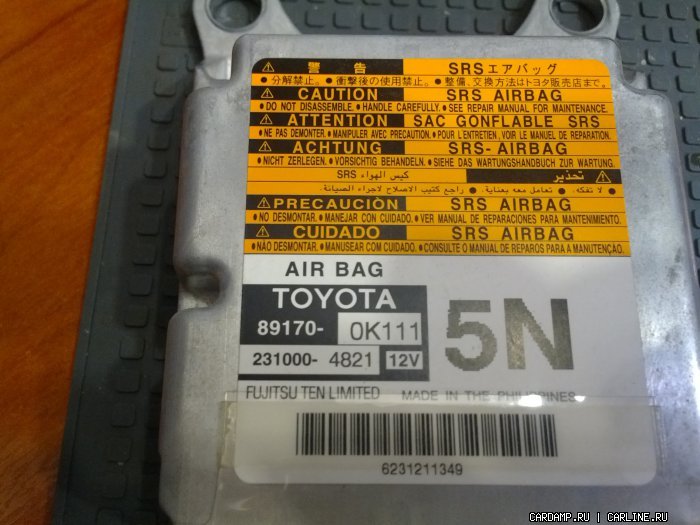 ⚠ 警告 SRSエアバッグ
●分解禁止。●衝撃後の使用禁止。●整備、交換方法はトヨタ販売店まで。
⚠ CAUTION SRS AIRBAG
●DO NOT DISASSEMBLE. ●HANDLE CAREFULLY. ●SEE REPAIR MANUAL FOR MAINTENANCE.
⚠ ATTENTION SAC GONFLABLE SRS
●NE PAS DEMONTER. ●MANIPULER AVEC PRECAUTION. ●POUR L'ENTRETIEN, VOIR LE MANUEL DE REPARATION.
⚠ ACHTUNG SRS-AIRBAG
●NICHT ZERLEGEN. ●VORSICHTIG BEHANDELN. ●SIEHE DAS WARTUNGSHANDBUCH ZUR WARTUNG.
⚠ تحذير كيس الهواء SRS
●لا تفكه. ●تعامل معه بعناية. ●راجع كتيب الاصلاح لاجراء الصيانة.
⚠ PRECAUCIÓN SRS AIRBAG
●NO DESMONTAR. ●MANEJAR CON CUIDADO. ●VER MANUAL DE REPARACIONES PARA MANTENIMIENTO.
⚠ CUIDADO SRS AIRBAG
●NÃO DESMONTAR. ●MANUSEAR COM CUIDADO. ●CONSULTE O MANUAL DE REPAROS PARA A MANUTENÇÃO.
AIR BAG
TOYOTA
89170- 0K111
5N
231000- 4821 12V
FUJITSU TEN LIMITED MADE IN THE PHILIPPINES
6231211349
CARDAMP.RU | CARLINE.RU